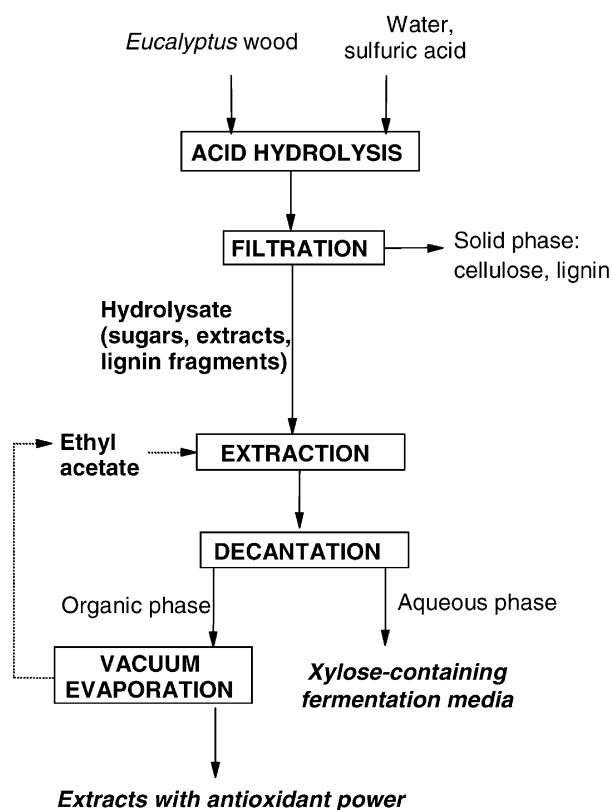 Eucalyptus wood
Water,
sulfuric acid
ACID HYDROLYSIS
FILTRATION
Solid phase:
cellulose, lignin
Hydrolysate
(sugars, extracts,
lignin fragments)
Ethyl
acetate
EXTRACTION
DECANTATION
Organic phase
Aqueous phase
VACUUM
EVAPORATION
Xylose-containing
fermentation media
Extracts with antioxidant power